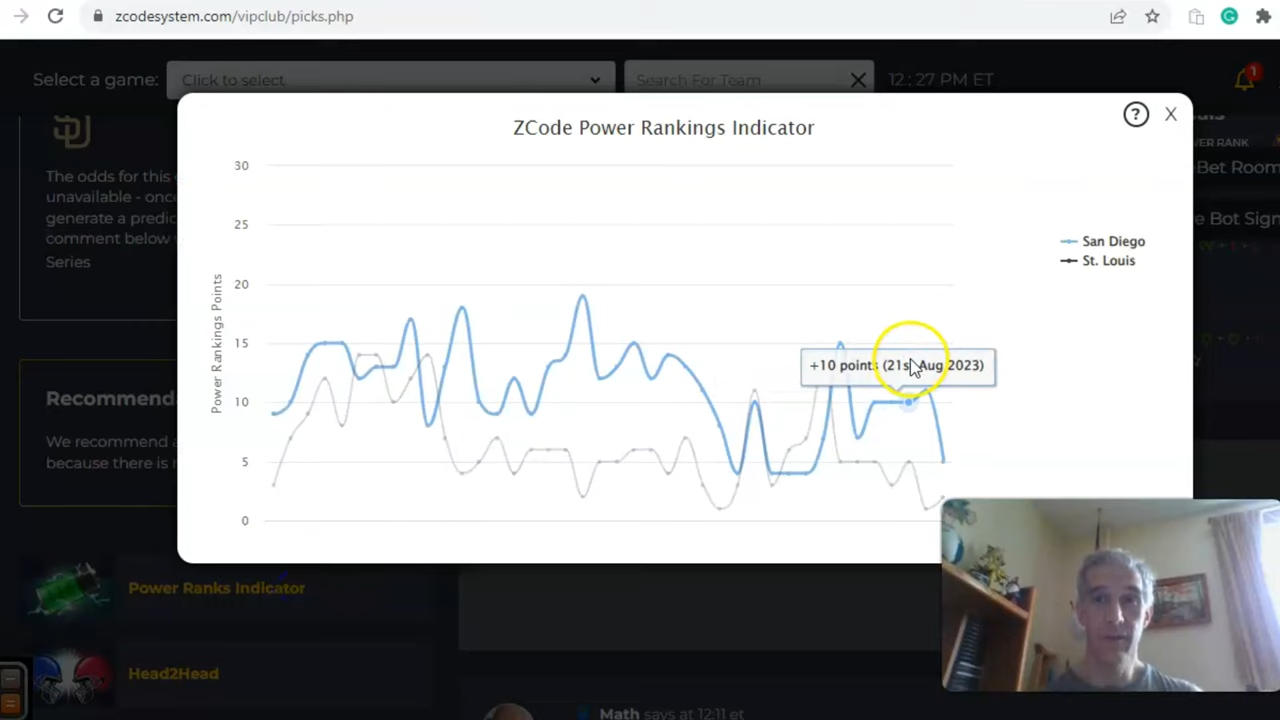 zcodesystem.com/vipclub/picks.php
Select a game:
Click to select
Search For Team
12:27 PM ET
1
The odds for this
unavailable - once
generate a
comment below
Series
Recommend
We recommend a
because there is
Power Ranks Indicator
Head2Head
ZCode Power Rankings Indicator
?
X
Power Rankings Points
30
25
20
15
10
5
0
+10 points (21st Aug 2023)
San Diego
St. Louis
ER RANK
Bet Room
Bot Sign
Math says at 12:11 et